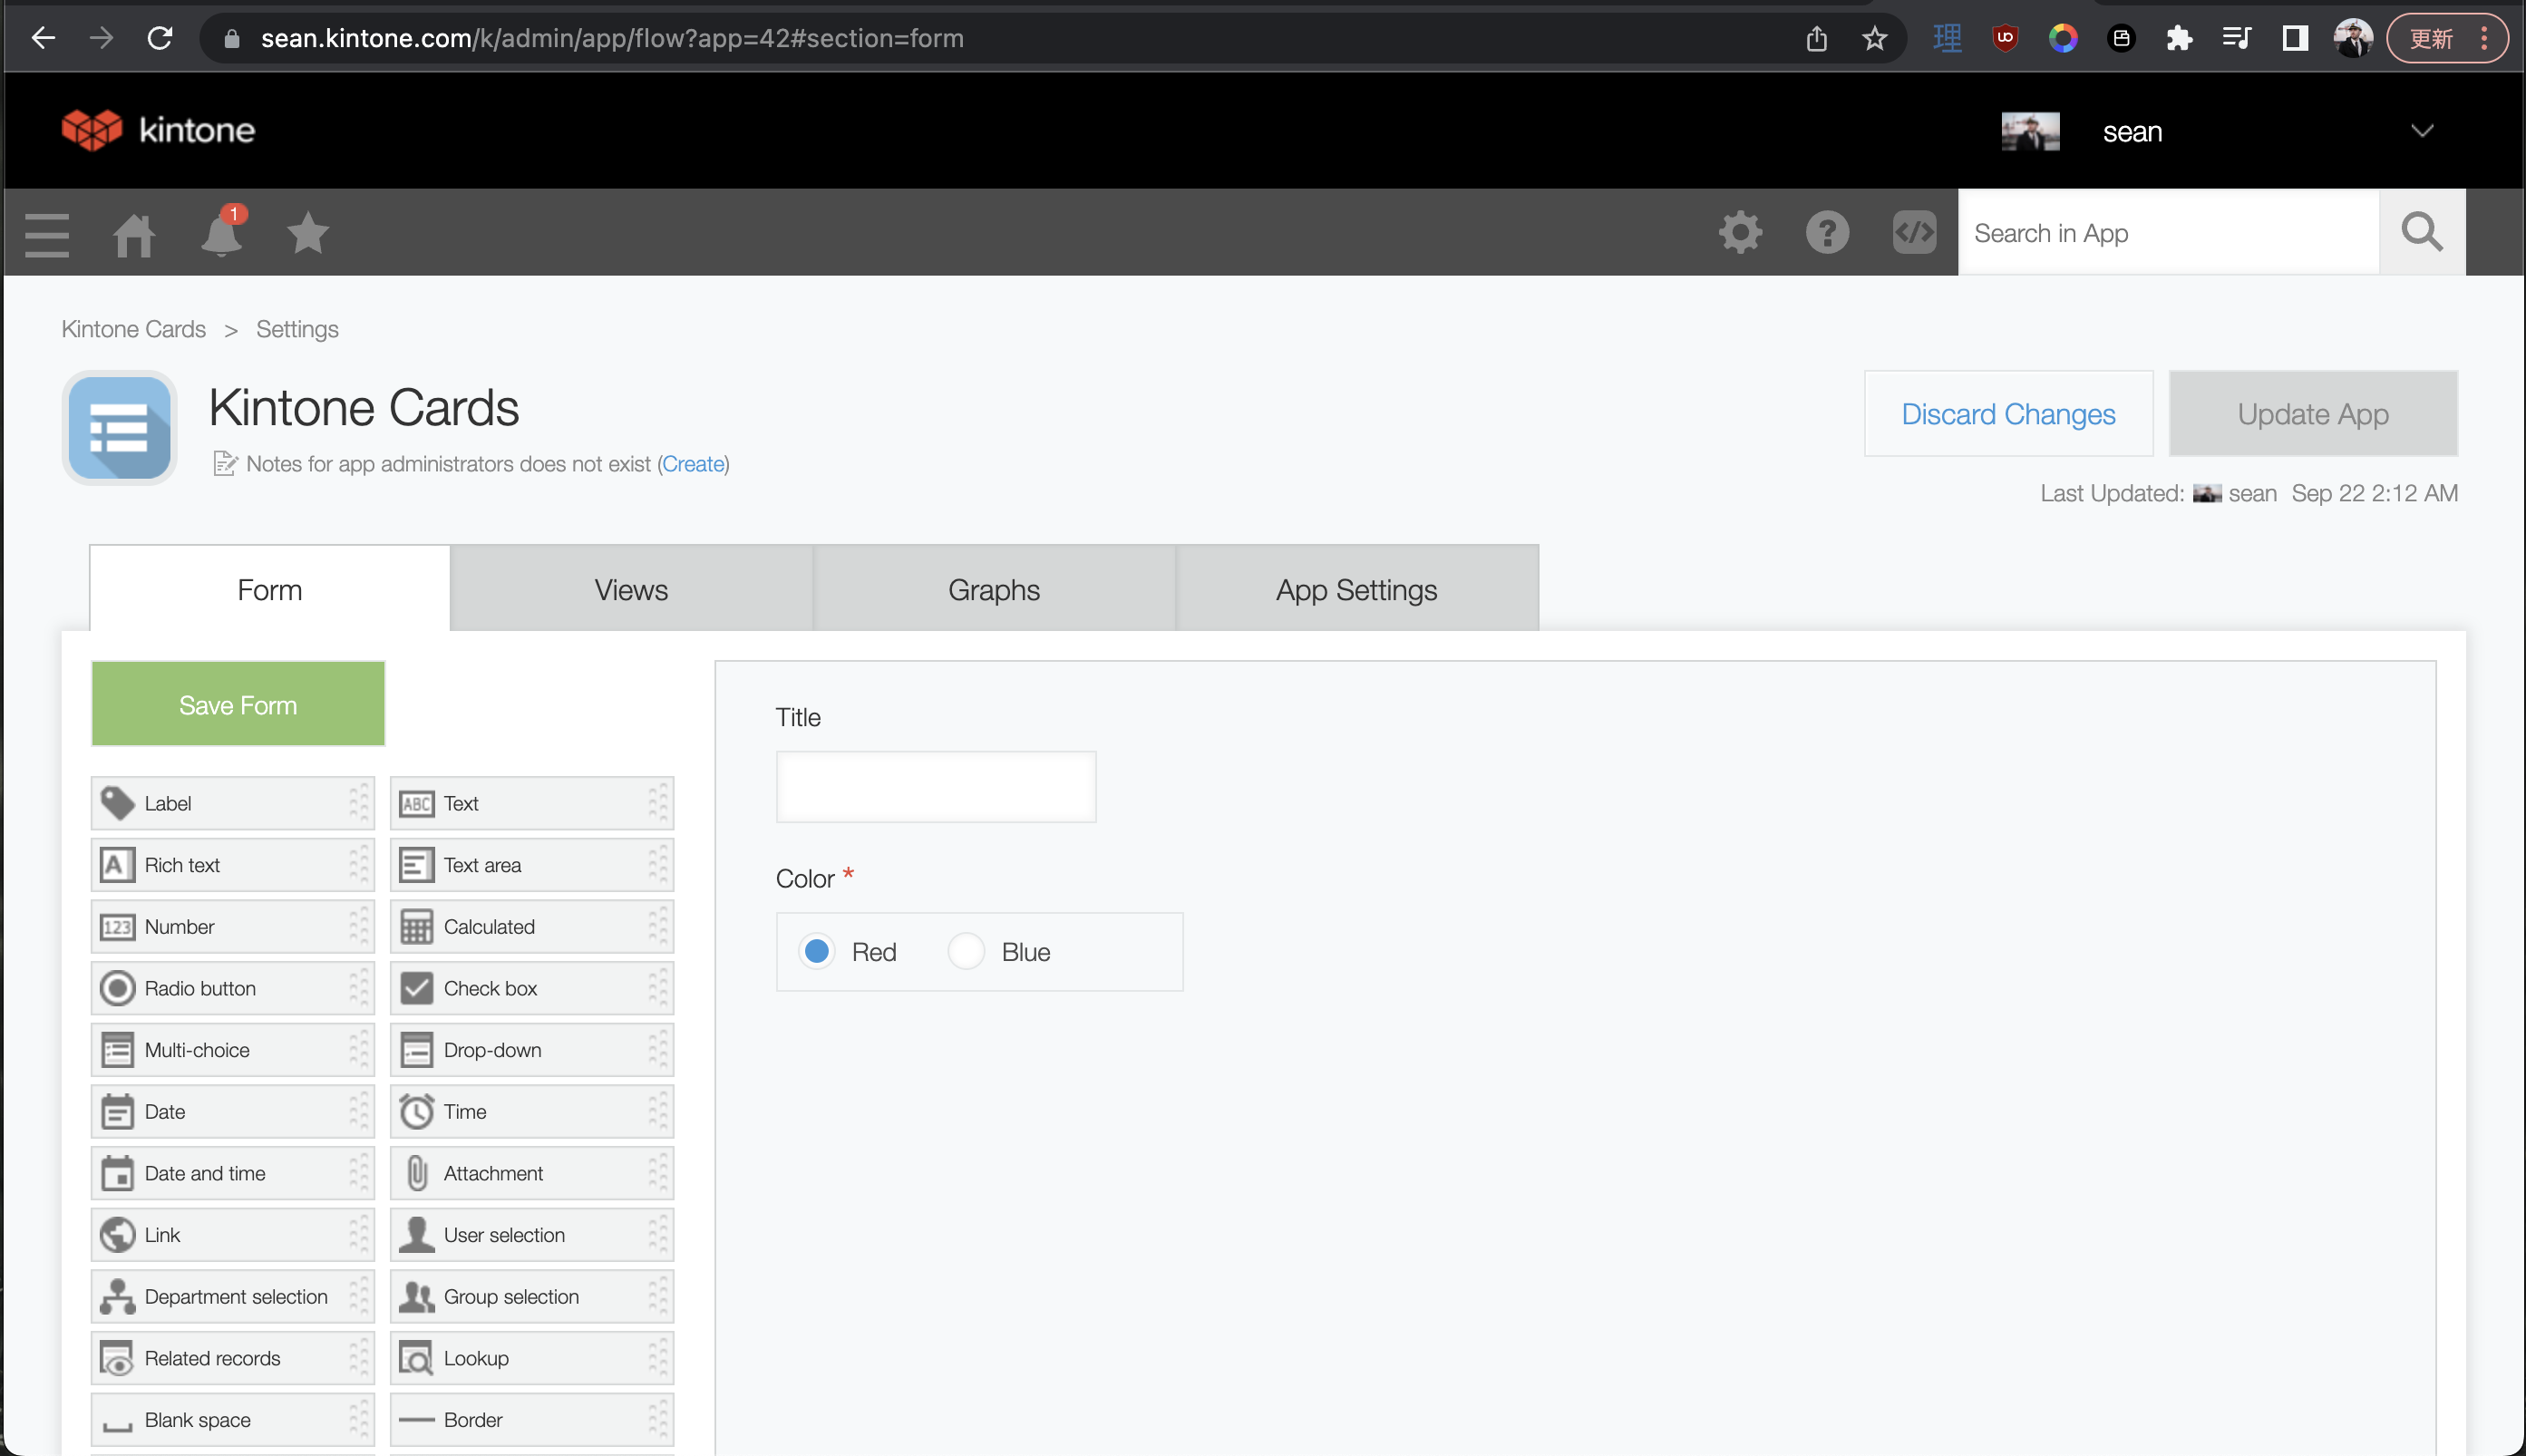 sean.kintone.com/k/admin/app/flow?app=42#section=form
理
更新
kintone
sean
1
Search in App
Kintone Cards > Settings
Kintone Cards
Notes for app administrators does not exist (Create)
Discard Changes
Update App
Last Updated: sean Sep 22 2:12 AM
Form
Views
Graphs
App Settings
Save Form
Label
ABC Text
A Rich text
Text area
123 Number
Calculated
Radio button
Check box
Multi-choice
Drop-down
Date
Time
Date and time
Attachment
Link
User selection
Department selection
Group selection
Related records
Lookup
Blank space
Border
Title
Color *
Red
Blue